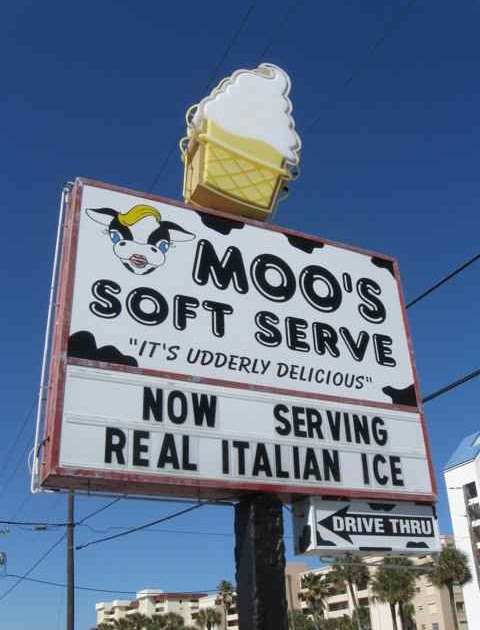 MOO'S
SOFT SERVE
"IT'S UDDERLY DELICIOUS"
NOW SERVING
REAL ITALIAN ICE
DRIVE THRU